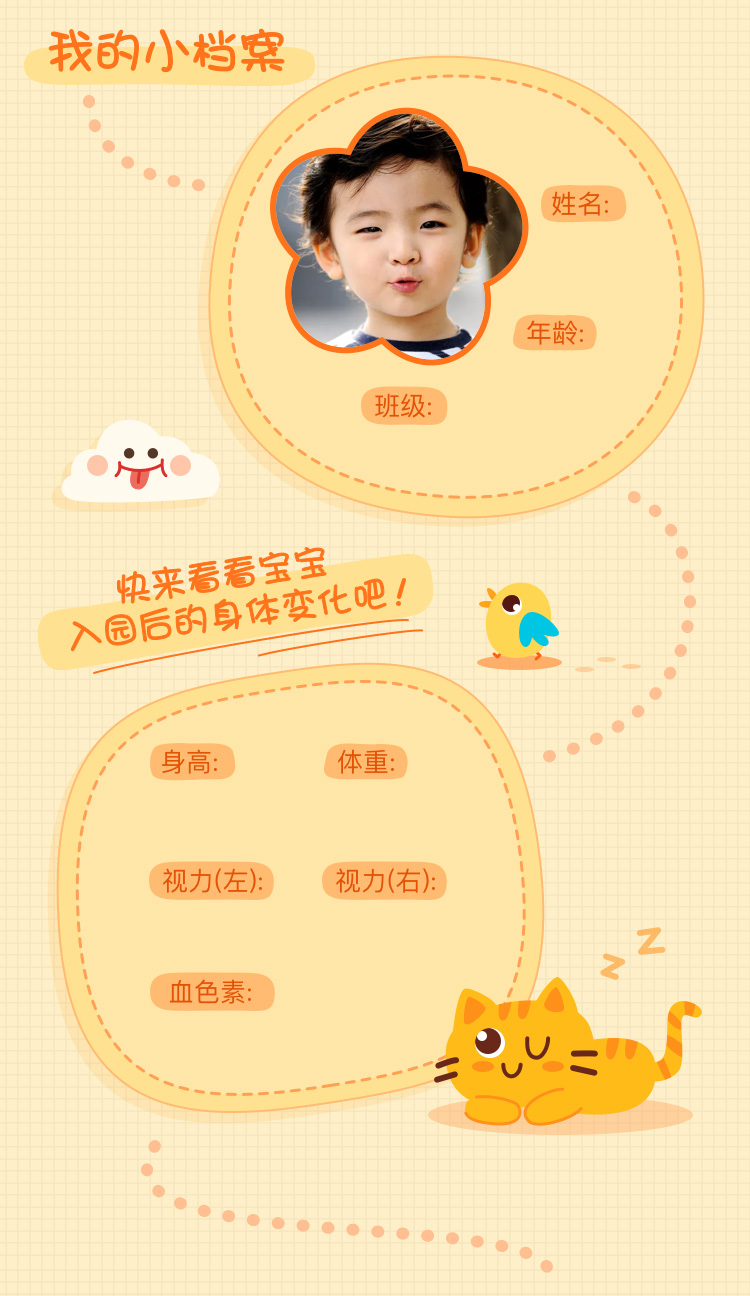 我的小档案
姓名:
年龄:
班级:
快来看看宝宝
入园后的身体变化吧!
身高:
体重:
视力(左):
视力(右):
血色素:
z z